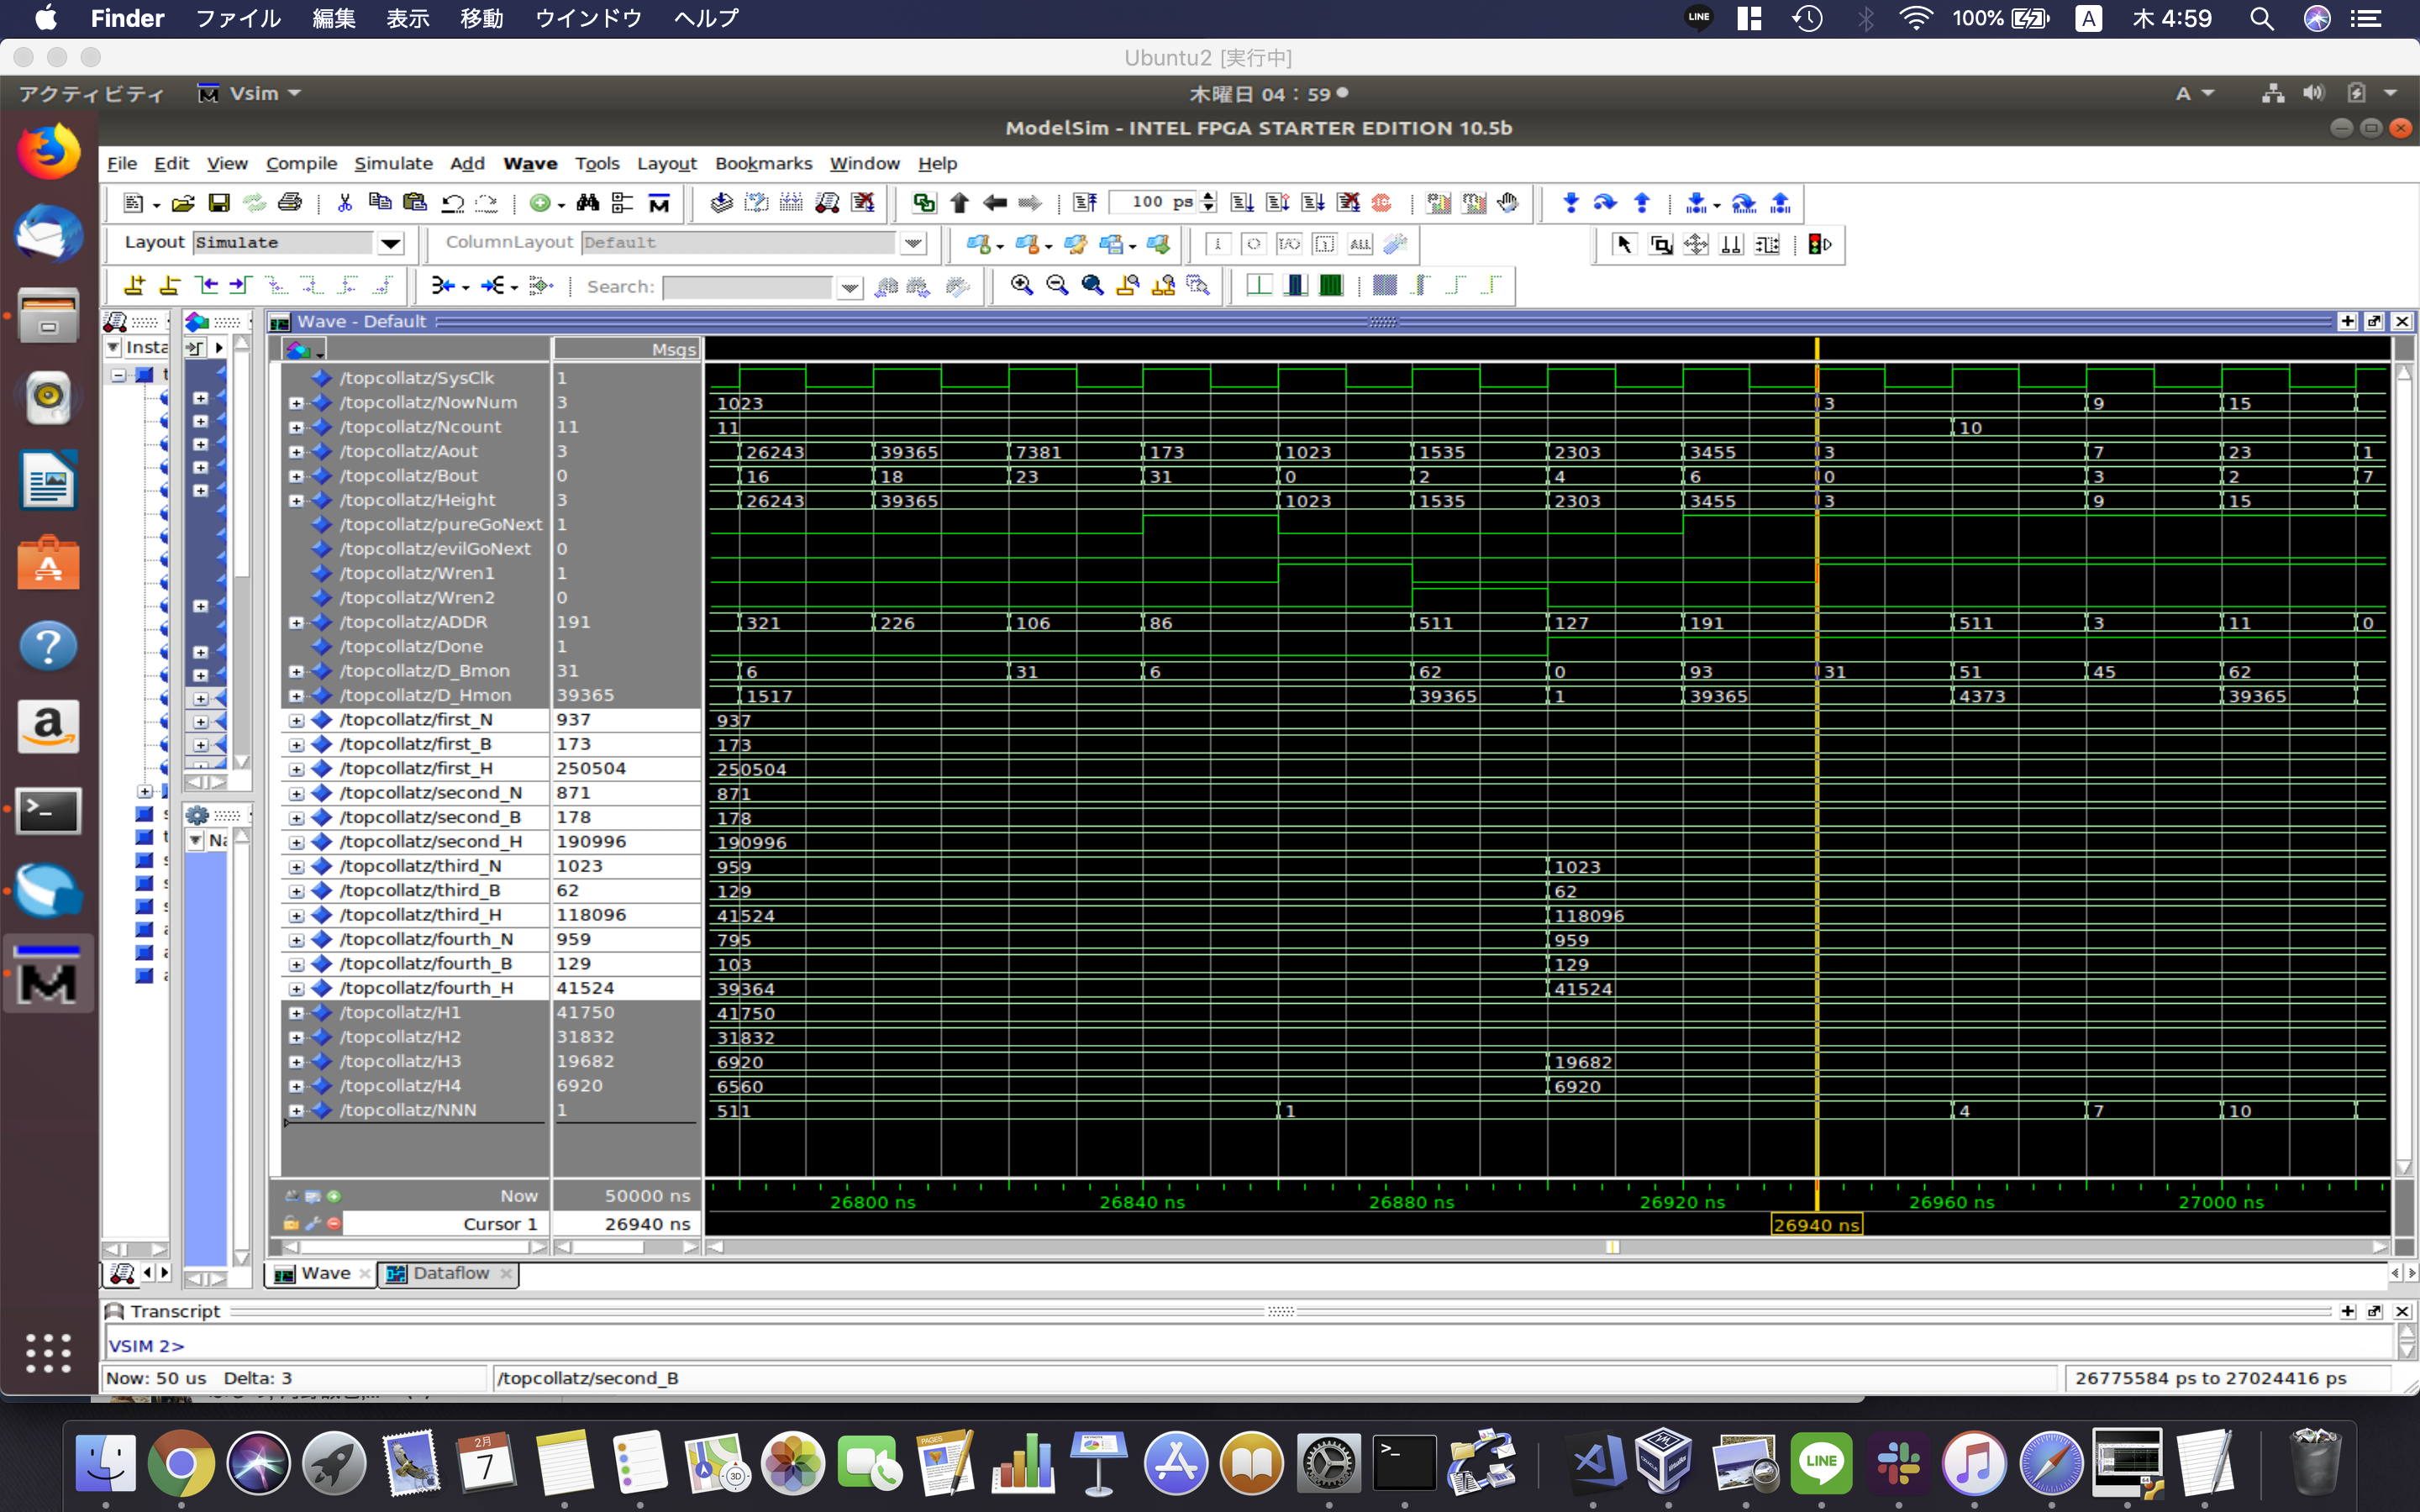 Finder ファイル 編集 表示 移動 ウインドウ ヘルプ LINE 100% A 木 4:59
Ubuntu2 [実行中]
アクティビティ Vsim 木曜日 04：59 A
ModelSim - INTEL FPGA STARTER EDITION 10.5b
File Edit View Compile Simulate Add Wave Tools Layout Bookmarks Window Help
100 ps
Layout Simulate ColumnLayout Default ALL
Search:
Wave - Default
Insta Msgs
/topcollatz/SysClk 1
/topcollatz/NowNum 3 1023 3 9 15
/topcollatz/Ncount 11 11 10
/topcollatz/Aout 3 26243 39365 7381 173 1023 1535 2303 3455 3 7 23 1
/topcollatz/Bout 0 16 18 23 31 0 2 4 6 0 3 2 7
/topcollatz/Height 3 26243 39365 1023 1535 2303 3455 3 9 15
/topcollatz/pureGoNext 1
/topcollatz/evilGoNext 0
/topcollatz/Wren1 1
/topcollatz/Wren2 0
/topcollatz/ADDR 191 321 226 106 86 511 127 191 511 3 11 0
/topcollatz/Done 1
/topcollatz/D_Bmon 31 6 31 6 62 0 93 31 51 45 62
/topcollatz/D_Hmon 39365 1517 39365 1 39365 4373 39365
/topcollatz/first_N 937 937
/topcollatz/first_B 173 173
/topcollatz/first_H 250504 250504
/topcollatz/second_N 871 871
/topcollatz/second_B 178 178
/topcollatz/second_H 190996 190996
/topcollatz/third_N 1023 959 1023
/topcollatz/third_B 62 129 62
/topcollatz/third_H 118096 41524 118096
/topcollatz/fourth_N 959 795 959
/topcollatz/fourth_B 129 103 129
/topcollatz/fourth_H 41524 39364 41524
/topcollatz/H1 41750 41750
/topcollatz/H2 31832 31832
/topcollatz/H3 19682 6920 19682
/topcollatz/H4 6920 6560 6920
/topcollatz/NNN 1 511 1 4 7 10
Now 50000 ns 26800 ns 26840 ns 26880 ns 26920 ns 26960 ns 27000 ns
Cursor 1 26940 ns 26940 ns
Wave Dataflow
Transcript
VSIM 2>
Now: 50 us Delta: 3 /topcollatz/second_B 26775584 ps to 27024416 ps
2月
7
PAGES
3D
LINE